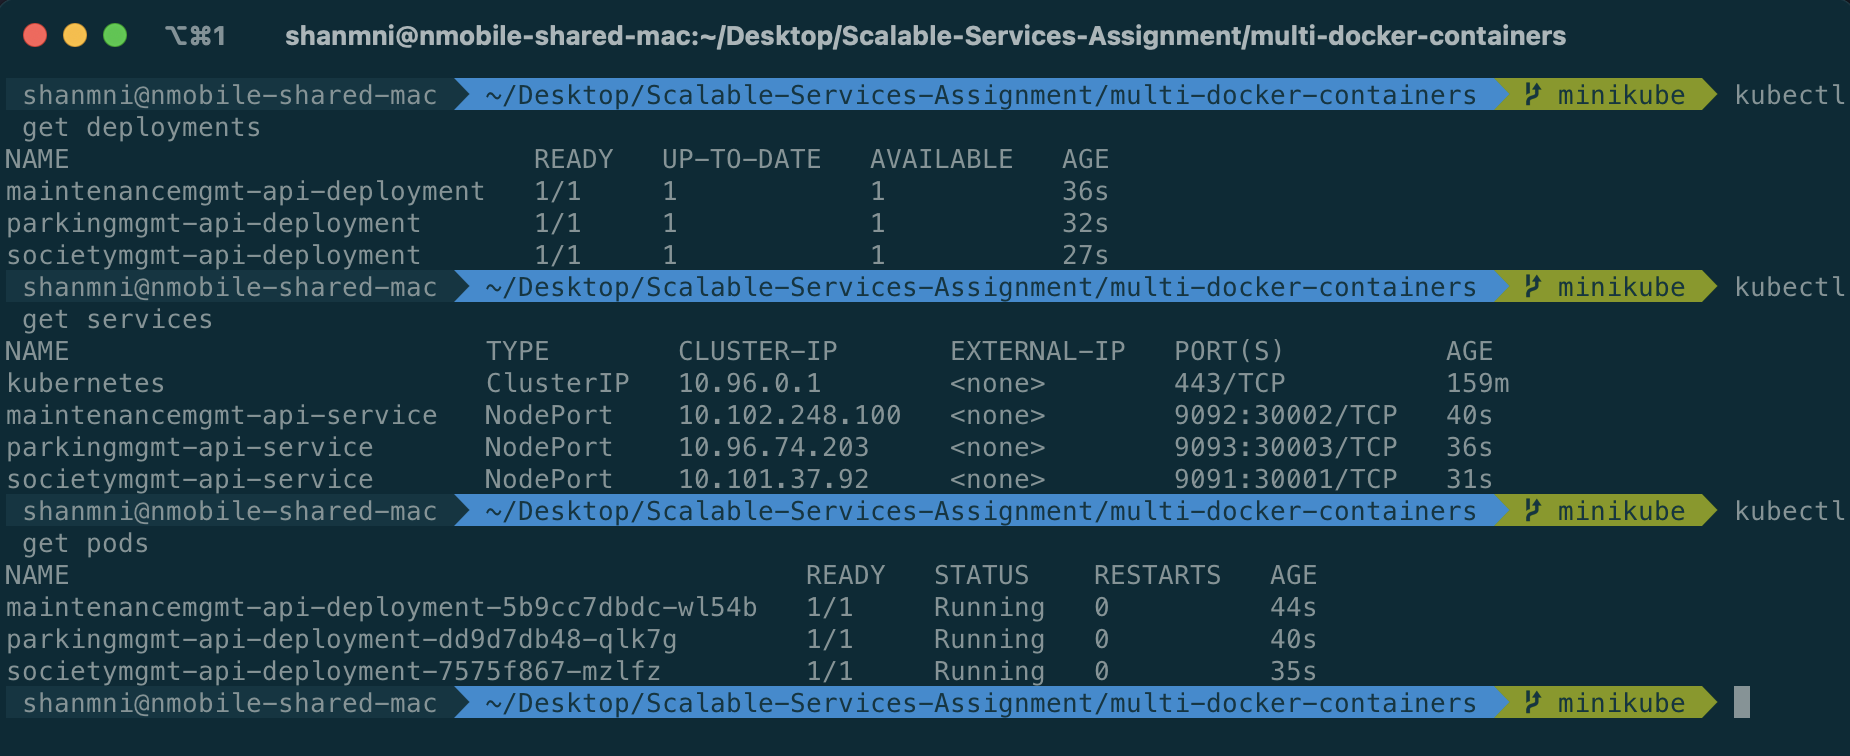 ⌥⌘1 shanmni@nmobile-shared-mac:~/Desktop/Scalable-Services-Assignment/multi-docker-containers
shanmni@nmobile-shared-mac ~/Desktop/Scalable-Services-Assignment/multi-docker-containers minikube kubectl
get deployments
NAME READY UP-TO-DATE AVAILABLE AGE
maintenancemgmt-api-deployment 1/1 1 1 36s
parkingmgmt-api-deployment 1/1 1 1 32s
societymgmt-api-deployment 1/1 1 1 27s
shanmni@nmobile-shared-mac ~/Desktop/Scalable-Services-Assignment/multi-docker-containers minikube kubectl
get services
NAME TYPE CLUSTER-IP EXTERNAL-IP PORT(S) AGE
kubernetes ClusterIP 10.96.0.1 <none> 443/TCP 159m
maintenancemgmt-api-service NodePort 10.102.248.100 <none> 9092:30002/TCP 40s
parkingmgmt-api-service NodePort 10.96.74.203 <none> 9093:30003/TCP 36s
societymgmt-api-service NodePort 10.101.37.92 <none> 9091:30001/TCP 31s
shanmni@nmobile-shared-mac ~/Desktop/Scalable-Services-Assignment/multi-docker-containers minikube kubectl
get pods
NAME READY STATUS RESTARTS AGE
maintenancemgmt-api-deployment-5b9cc7dbdc-wl54b 1/1 Running 0 44s
parkingmgmt-api-deployment-dd9d7db48-qlk7g 1/1 Running 0 40s
societymgmt-api-deployment-7575f867-mzlfz 1/1 Running 0 35s
shanmni@nmobile-shared-mac ~/Desktop/Scalable-Services-Assignment/multi-docker-containers minikube